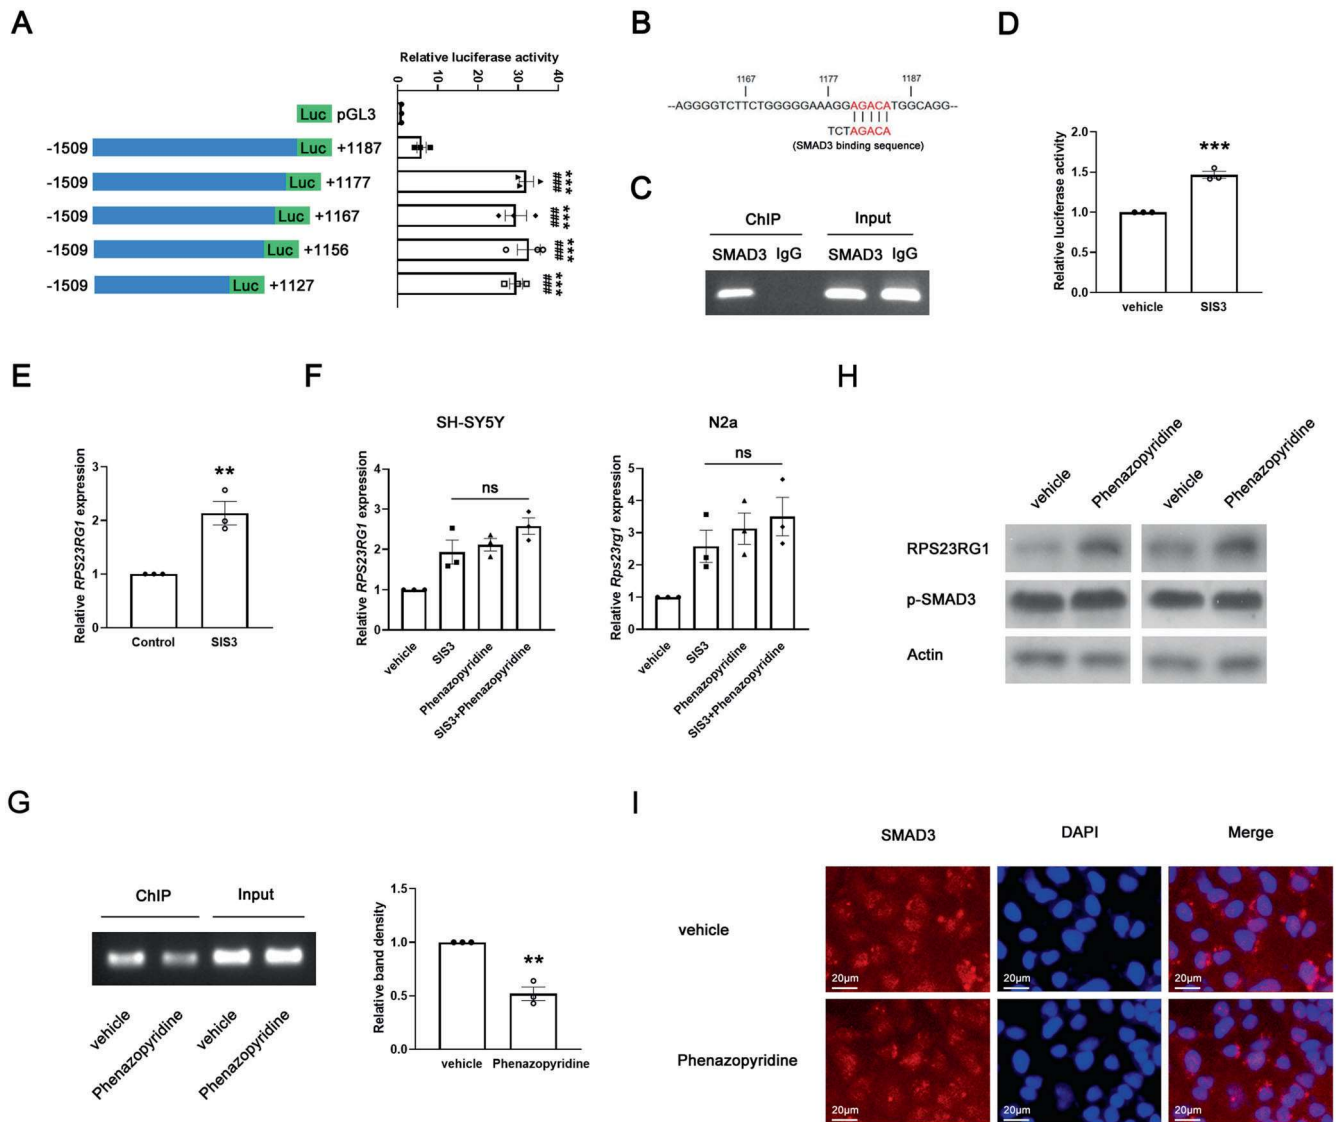 A
Relative luciferase activity
0 10 20 30 40
Luc pGL3
-1509 Luc +1187
-1509 Luc +1177 *** ###
-1509 Luc +1167 *** ###
-1509 Luc +1156 *** ###
-1509 Luc +1127 *** ###
B
1167 1177 1187
--AGGGGTCTTCTGGGGGAAAGGAGACATGGCAGG--
TCTAGACA
(SMAD3 binding sequence)
C
ChIP Input
SMAD3 IgG SMAD3 IgG
D
Relative luciferase activity
2.0
1.5
1.0
0.5
0.0
***
vehicle SIS3
E
Relative RPS23RG1 expression
3
2
1
0
**
Control SIS3
F
SH-SY5Y
Relative RPS23RG1 expression
4
3
2
1
0
ns
vehicle
SIS3
Phenazopyridine
SIS3+Phenazopyridine
N2a
Relative Rps23rg1 expression
5
4
3
2
1
0
ns
vehicle
SIS3
Phenazopyridine
SIS3+Phenazopyridine
H
vehicle
Phenazopyridine
vehicle
Phenazopyridine
RPS23RG1
p-SMAD3
Actin
G
ChIP Input
vehicle
Phenazopyridine
vehicle
Phenazopyridine
Relative band density
1.5
1.0
0.5
0.0
**
vehicle Phenazopyridine
I
SMAD3 DAPI Merge
vehicle
20μm 20μm 20μm
Phenazopyridine
20μm 20μm 20μm